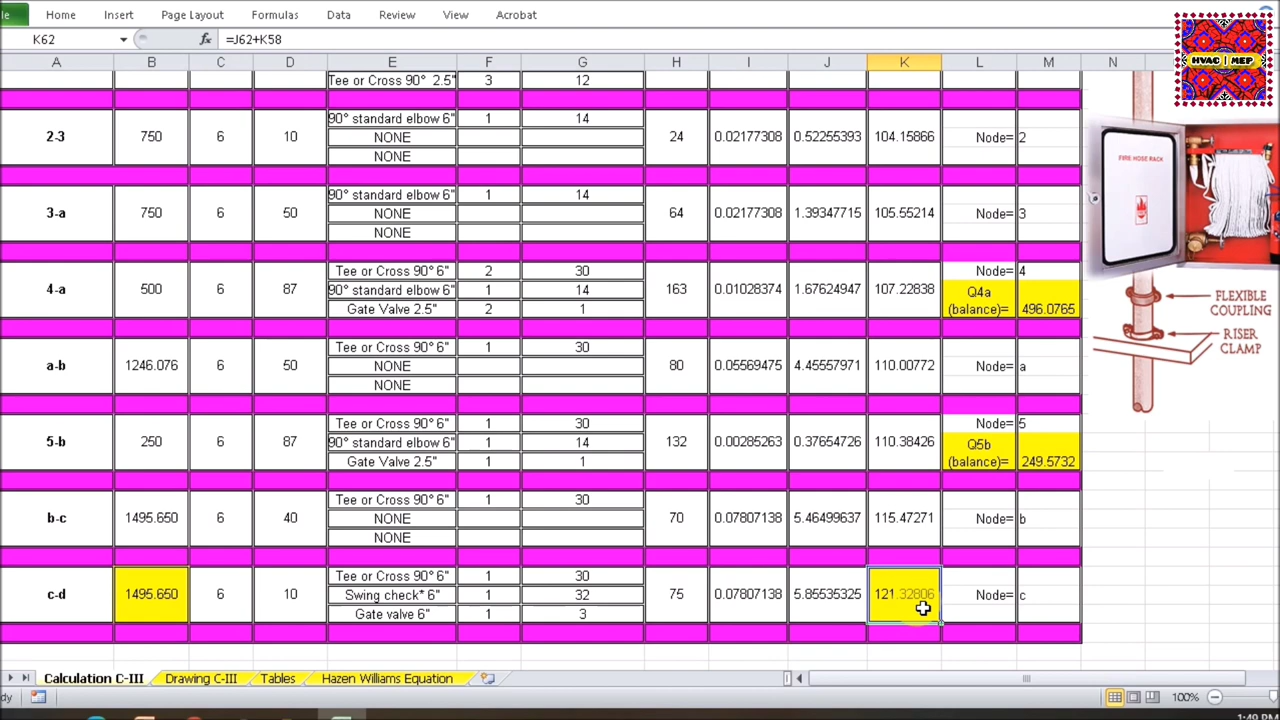 le Home Insert Page Layout Formulas Data Review View Acrobat
K62 fx =J62+K58
HVAC | MEP
A B C D E F G H I J K L M N O P
Tee or Cross 90° 2.5" 3 12
90° standard elbow 6" 1 14
2-3 750 6 10 NONE 24 0.02177308 0.52255393 104.15866 Node= 2
NONE
90° standard elbow 6" 1 14
3-a 750 6 50 NONE 64 0.02177308 1.39347715 105.55214 Node= 3
NONE
Tee or Cross 90° 6" 2 30 Node= 4
4-a 500 6 87 90° standard elbow 6" 1 14 163 0.01028374 1.67624947 107.22838 Q4a
Gate Valve 2.5" 2 1 (balance)= 496.0765
Tee or Cross 90° 6" 1 30
a-b 1246.076 6 50 NONE 80 0.05569475 4.45557971 110.00772 Node= a
NONE
Tee or Cross 90° 6" 1 30 Node= 5
5-b 250 6 87 90° standard elbow 6" 1 14 132 0.00285263 0.37654726 110.38426 Q5b
Gate Valve 2.5" 1 1 (balance)= 249.5732
Tee or Cross 90° 6" 1 30
b-c 1495.650 6 40 NONE 70 0.07807138 5.46499637 115.47271 Node= b
NONE
Tee or Cross 90° 6" 1 30
c-d 1495.650 6 10 Swing check* 6" 1 32 75 0.07807138 5.85535325 121.32806 Node= c
Gate valve 6" 1 3
FIRE HOSE RACK
FLEXIBLE
COUPLING
RISER
CLAMP
Calculation C-III Drawing C-III Tables Hazen Williams Equation
dy 100%
1:49 PM